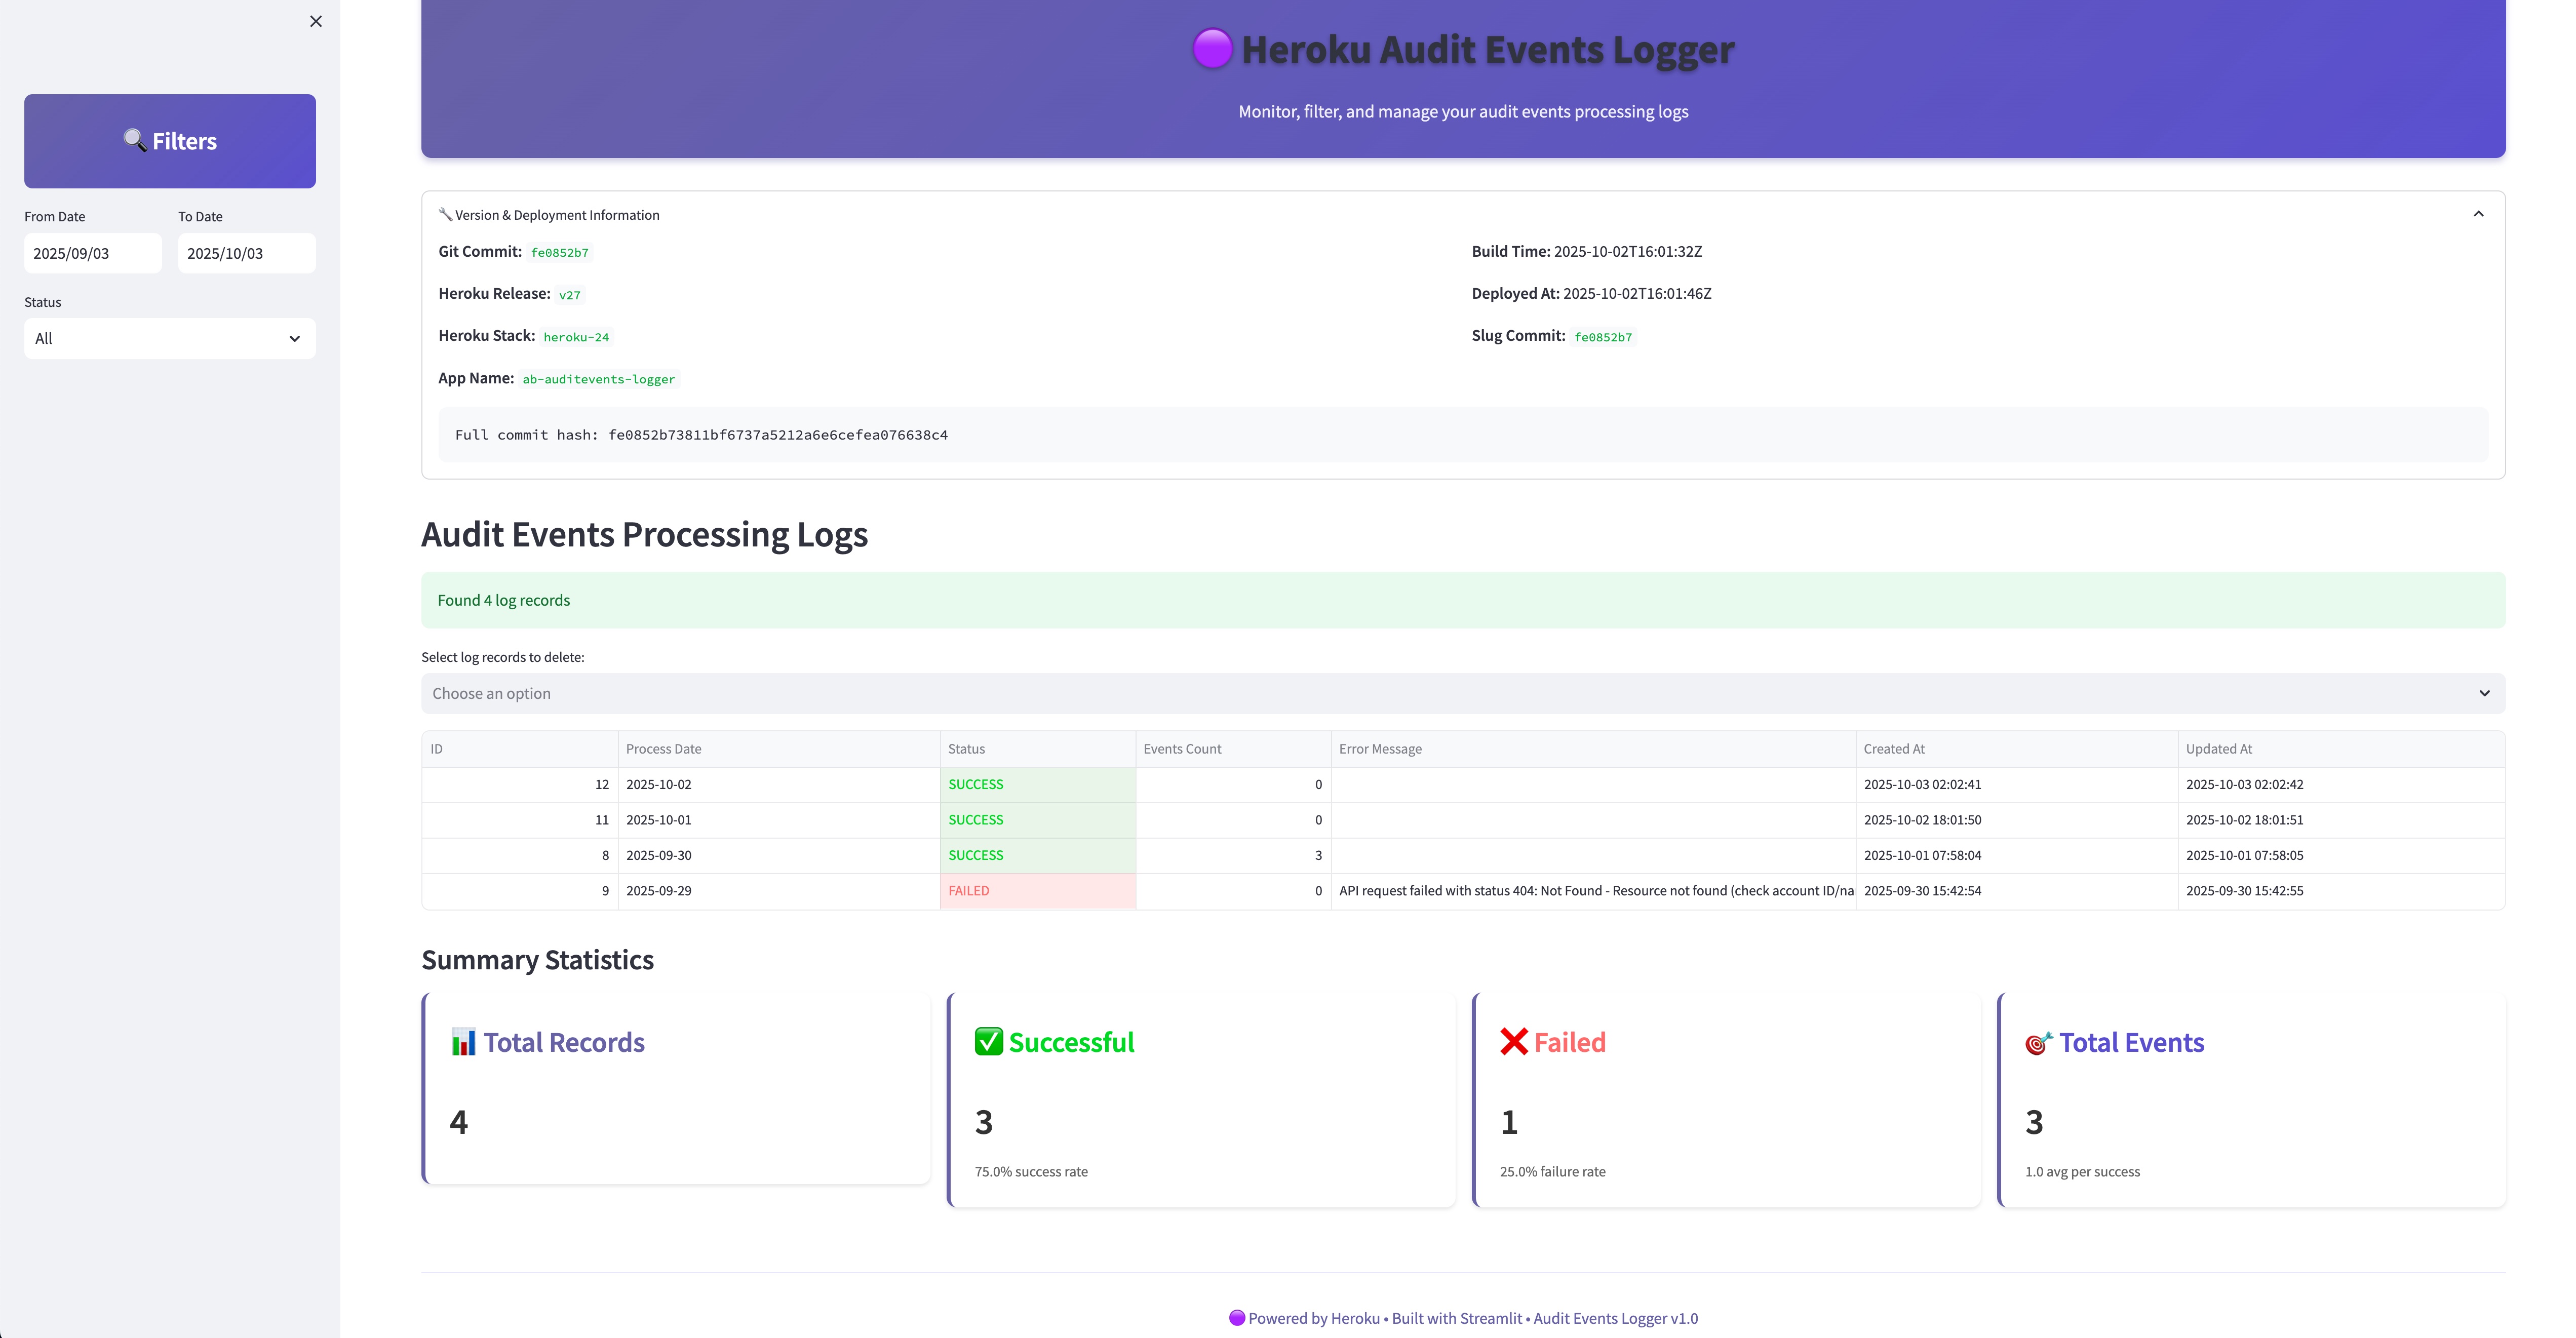 Filters
From Date To Date
2025/09/03 2025/10/03
Status
All
Heroku Audit Events Logger
Monitor, filter, and manage your audit events processing logs
Version & Deployment Information
Git Commit: fe0852b7 Build Time: 2025-10-02T16:01:32Z
Heroku Release: v27 Deployed At: 2025-10-02T16:01:46Z
Heroku Stack: heroku-24 Slug Commit: fe0852b7
App Name: ab-auditevents-logger
Full commit hash: fe0852b73811bf6737a5212a6e6cefea076638c4
Audit Events Processing Logs
Found 4 log records
Select log records to delete:
Choose an option
ID Process Date Status Events Count Error Message Created At Updated At
12 2025-10-02 SUCCESS 0 2025-10-03 02:02:41 2025-10-03 02:02:42
11 2025-10-01 SUCCESS 0 2025-10-02 18:01:50 2025-10-02 18:01:51
8 2025-09-30 SUCCESS 3 2025-10-01 07:58:04 2025-10-01 07:58:05
9 2025-09-29 FAILED 0 API request failed with status 404: Not Found - Resource not found (check account ID/na 2025-09-30 15:42:54 2025-09-30 15:42:55
Summary Statistics
Total Records Successful Failed Total Events
4 3 1 3
75.0% success rate 25.0% failure rate 1.0 avg per success
Powered by Heroku • Built with Streamlit • Audit Events Logger v1.0